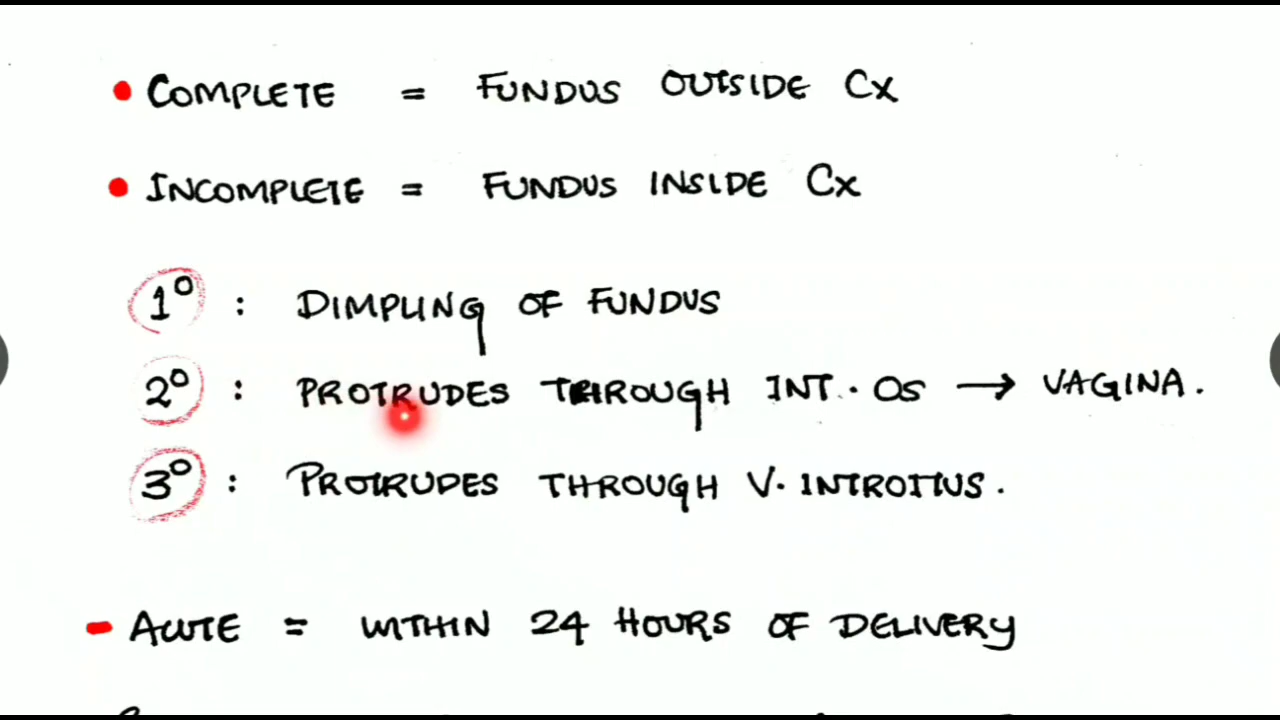 • COMPLETE = FUNDUS OUTSIDE Cx
• INCOMPLETE = FUNDUS INSIDE Cx
1° : DIMPLING OF FUNDUS
2° : PROTRUDES THROUGH INT. OS → VAGINA.
3° : PROTRUDES THROUGH V. INTROITUS.
- ACUTE = WITHIN 24 HOURS OF DELIVERY